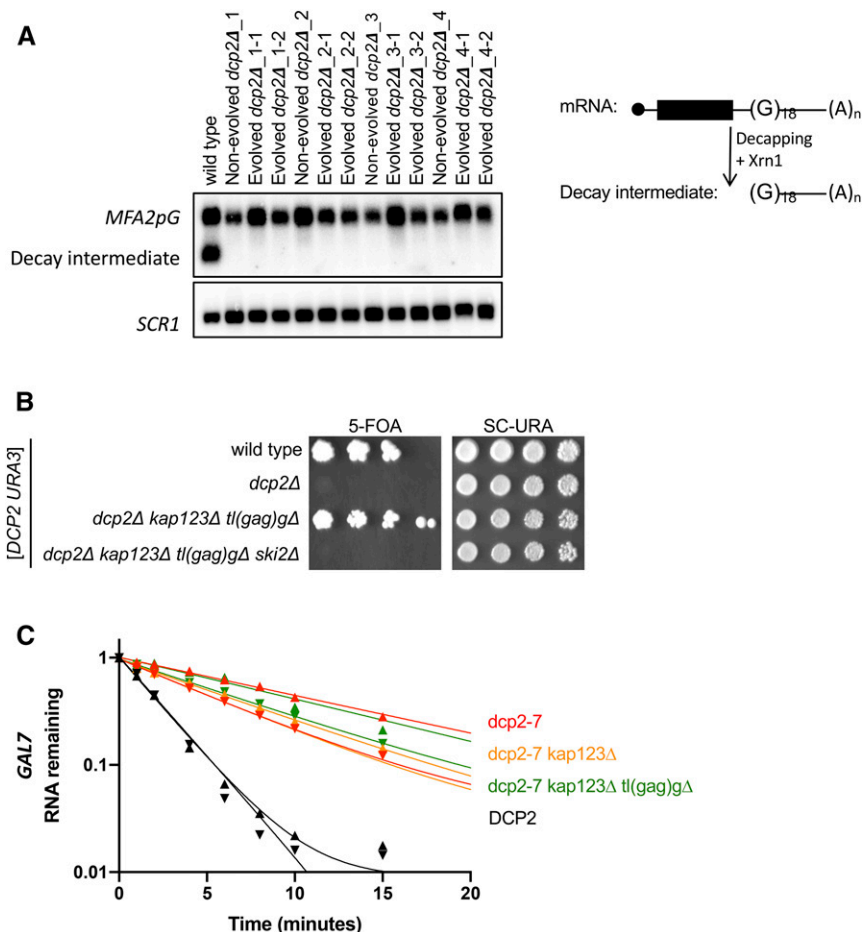 A
wild type
Non-evolved dcp2Δ_1
Evolved dcp2Δ_1-1
Evolved dcp2Δ_1-2
Non-evolved dcp2Δ_2
Evolved dcp2Δ_2-1
Evolved dcp2Δ_2-2
Non-evolved dcp2Δ_3
Evolved dcp2Δ_3-1
Evolved dcp2Δ_3-2
Non-evolved dcp2Δ_4
Evolved dcp2Δ_4-1
Evolved dcp2Δ_4-2
MFA2pG
Decay intermediate
SCR1
mRNA: (G)18 (A)n
Decapping
+ Xrn1
Decay intermediate: (G)18 (A)n
B
5-FOA SC-URA
[DCP2 URA3]
wild type
dcp2Δ
dcp2Δ kap123Δ tl(gag)gΔ
dcp2Δ kap123Δ tl(gag)gΔ ski2Δ
C
GAL7
RNA remaining
1
0.1
0.01
0 5 10 15 20
Time (minutes)
dcp2-7
dcp2-7 kap123Δ
dcp2-7 kap123Δ tl(gag)gΔ
DCP2